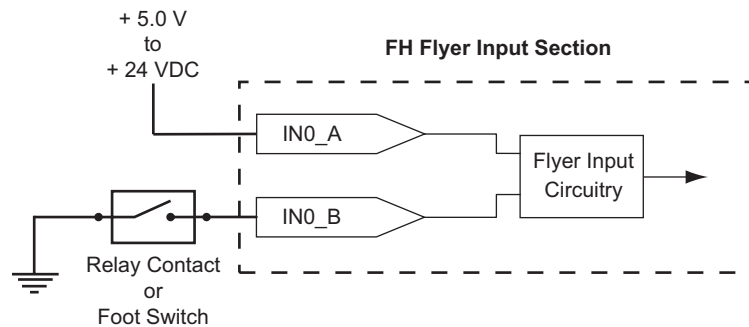 + 5.0 V
to
+ 24 VDC
FH Flyer Input Section
IN0_A
Flyer Input
Circuitry
IN0_B
Relay Contact
or
Foot Switch